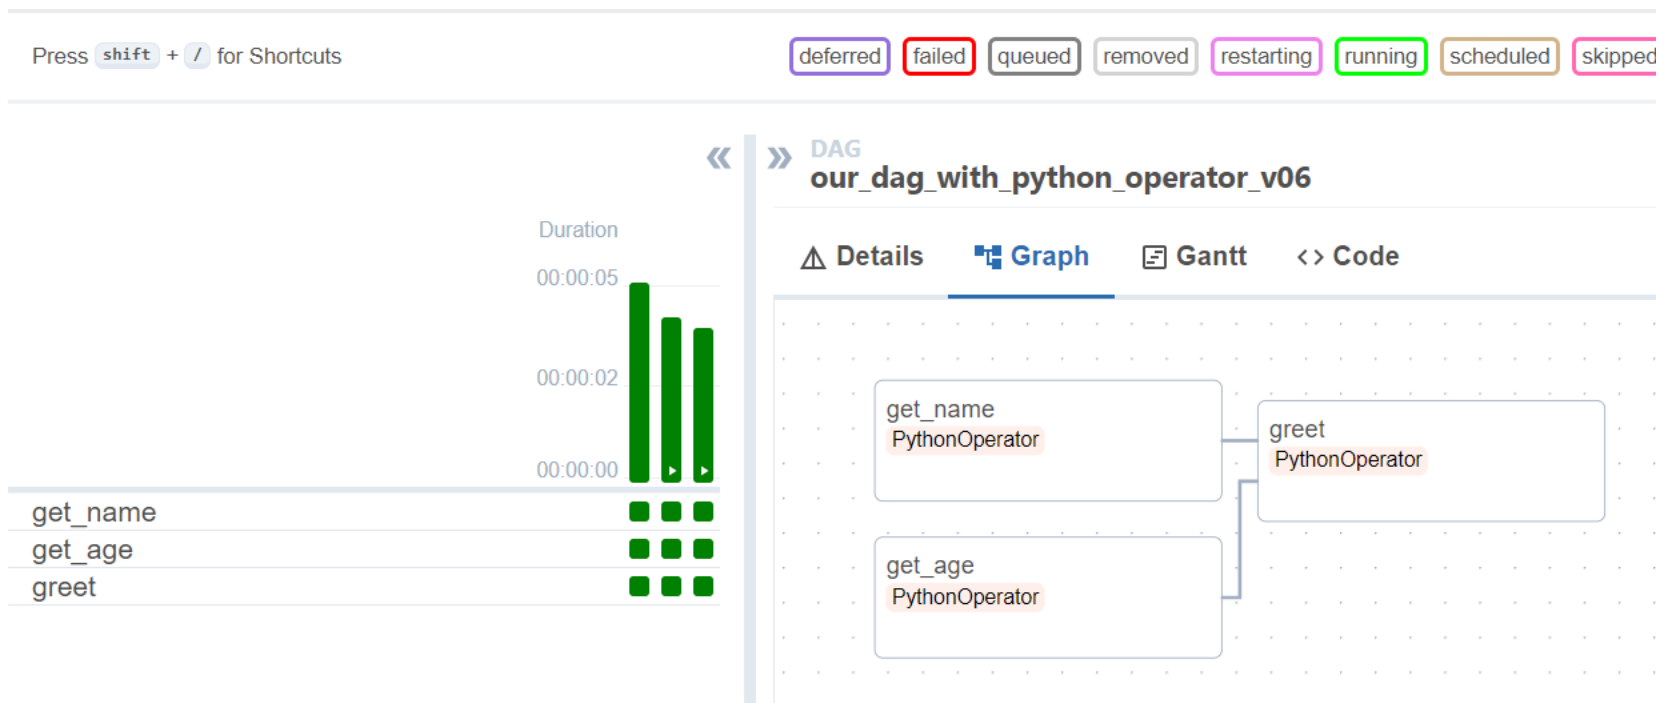 Press shift + / for Shortcuts
deferred failed queued removed restarting running scheduled skipped
DAG
our_dag_with_python_operator_v06
Duration
00:00:05
00:00:02
00:00:00
get_name
get_age
greet
Details Graph Gantt Code
get_name
PythonOperator
greet
PythonOperator
get_age
PythonOperator